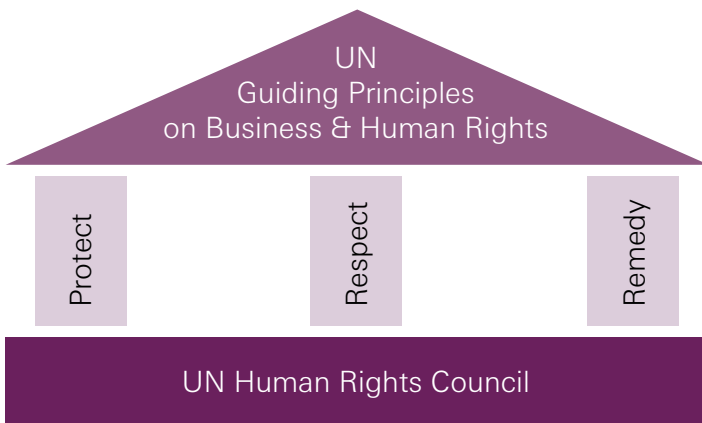 UN
Guiding Principles
on Business & Human Rights
Protect
Respect
Remedy
UN Human Rights Council